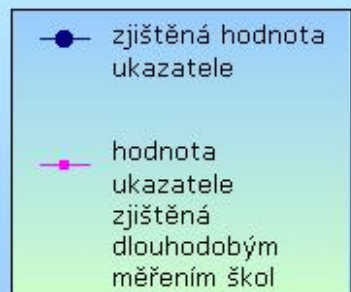 zjištěná hodnota
ukazatele
hodnota
ukazatele
zjištěná
dlouhodobým
měřením škol